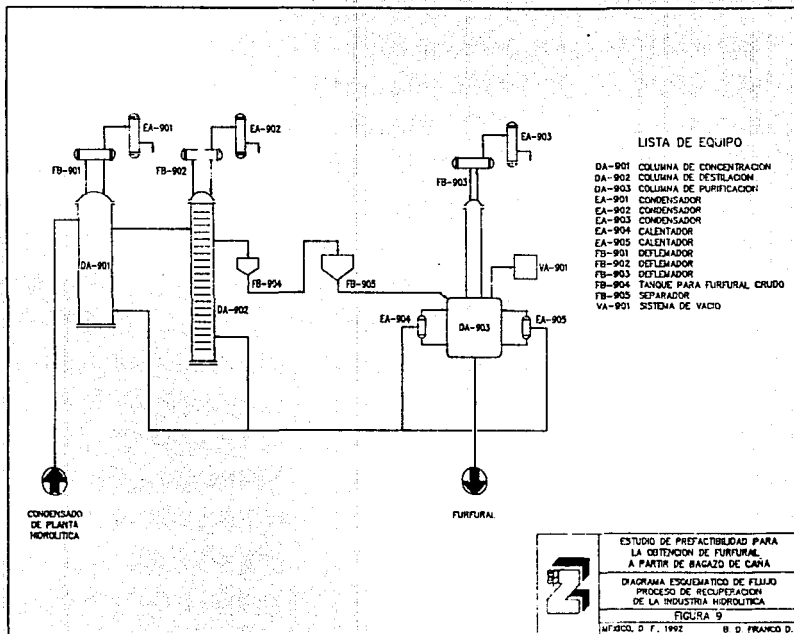 EA-901
EA-902
EA-903
FB-901
FB-902
FB-903
DA-901
DA-902
FB-904
FB-905
VA-901
EA-904
DA-903
EA-905
CONDENSADO
DE PLANTA
HIDROLITICA
FURFURAL
LISTA DE EQUIPO
DA-901 COLUMNA DE CONCENTRACION
DA-902 COLUMNA DE DESTILACION
DA-903 COLUMNA DE PURIFICACION
EA-901 CONDENSADOR
EA-902 CONDENSADOR
EA-903 CONDENSADOR
EA-904 CALENTADOR
EA-905 CALENTADOR
FB-901 DEFLEMADOR
FB-902 DEFLEMADOR
FB-903 DEFLEMADOR
FB-904 TANQUE PARA FURFURAL CRUDO
FB-905 SEPARADOR
VA-901 SISTEMA DE VACIO
ESTUDIO DE PREFACTIBILIDAD PARA
LA OBTENCION DE FURFURAL
A PARTIR DE BAGAZO DE CAÑA
DIAGRAMA ESQUEMATICO DE FLUJO
PROCESO DE RECUPERACION
DE LA INDUSTRIA HIDROLITICA
FIGURA 9
MEXICO, D F, 1992 B. D. FRANCO D.